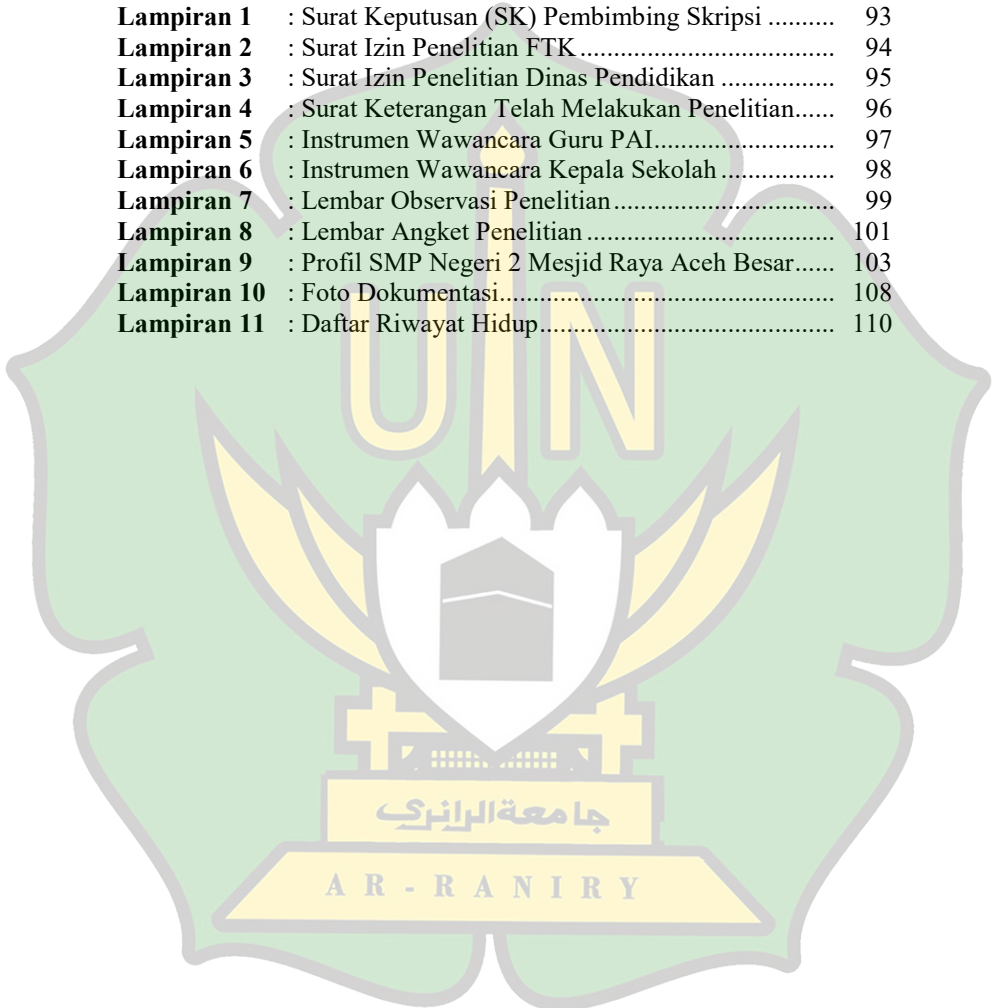 Lampiran 1 : Surat Keputusan (SK) Pembimbing Skripsi .......... 93
Lampiran 2 : Surat Izin Penelitian FTK .................................... 94
Lampiran 3 : Surat Izin Penelitian Dinas Pendidikan ................ 95
Lampiran 4 : Surat Keterangan Telah Melakukan Penelitian...... 96
Lampiran 5 : Instrumen Wawancara Guru PAI......................... 97
Lampiran 6 : Instrumen Wawancara Kepala Sekolah ................ 98
Lampiran 7 : Lembar Observasi Penelitian ............................... 99
Lampiran 8 : Lembar Angket Penelitian ................................... 101
Lampiran 9 : Profil SMP Negeri 2 Mesjid Raya Aceh Besar...... 103
Lampiran 10 : Foto Dokumentasi................................................ 108
Lampiran 11 : Daftar Riwayat Hidup.......................................... 110
UIN
جامعة الرانري
AR-RANIRY